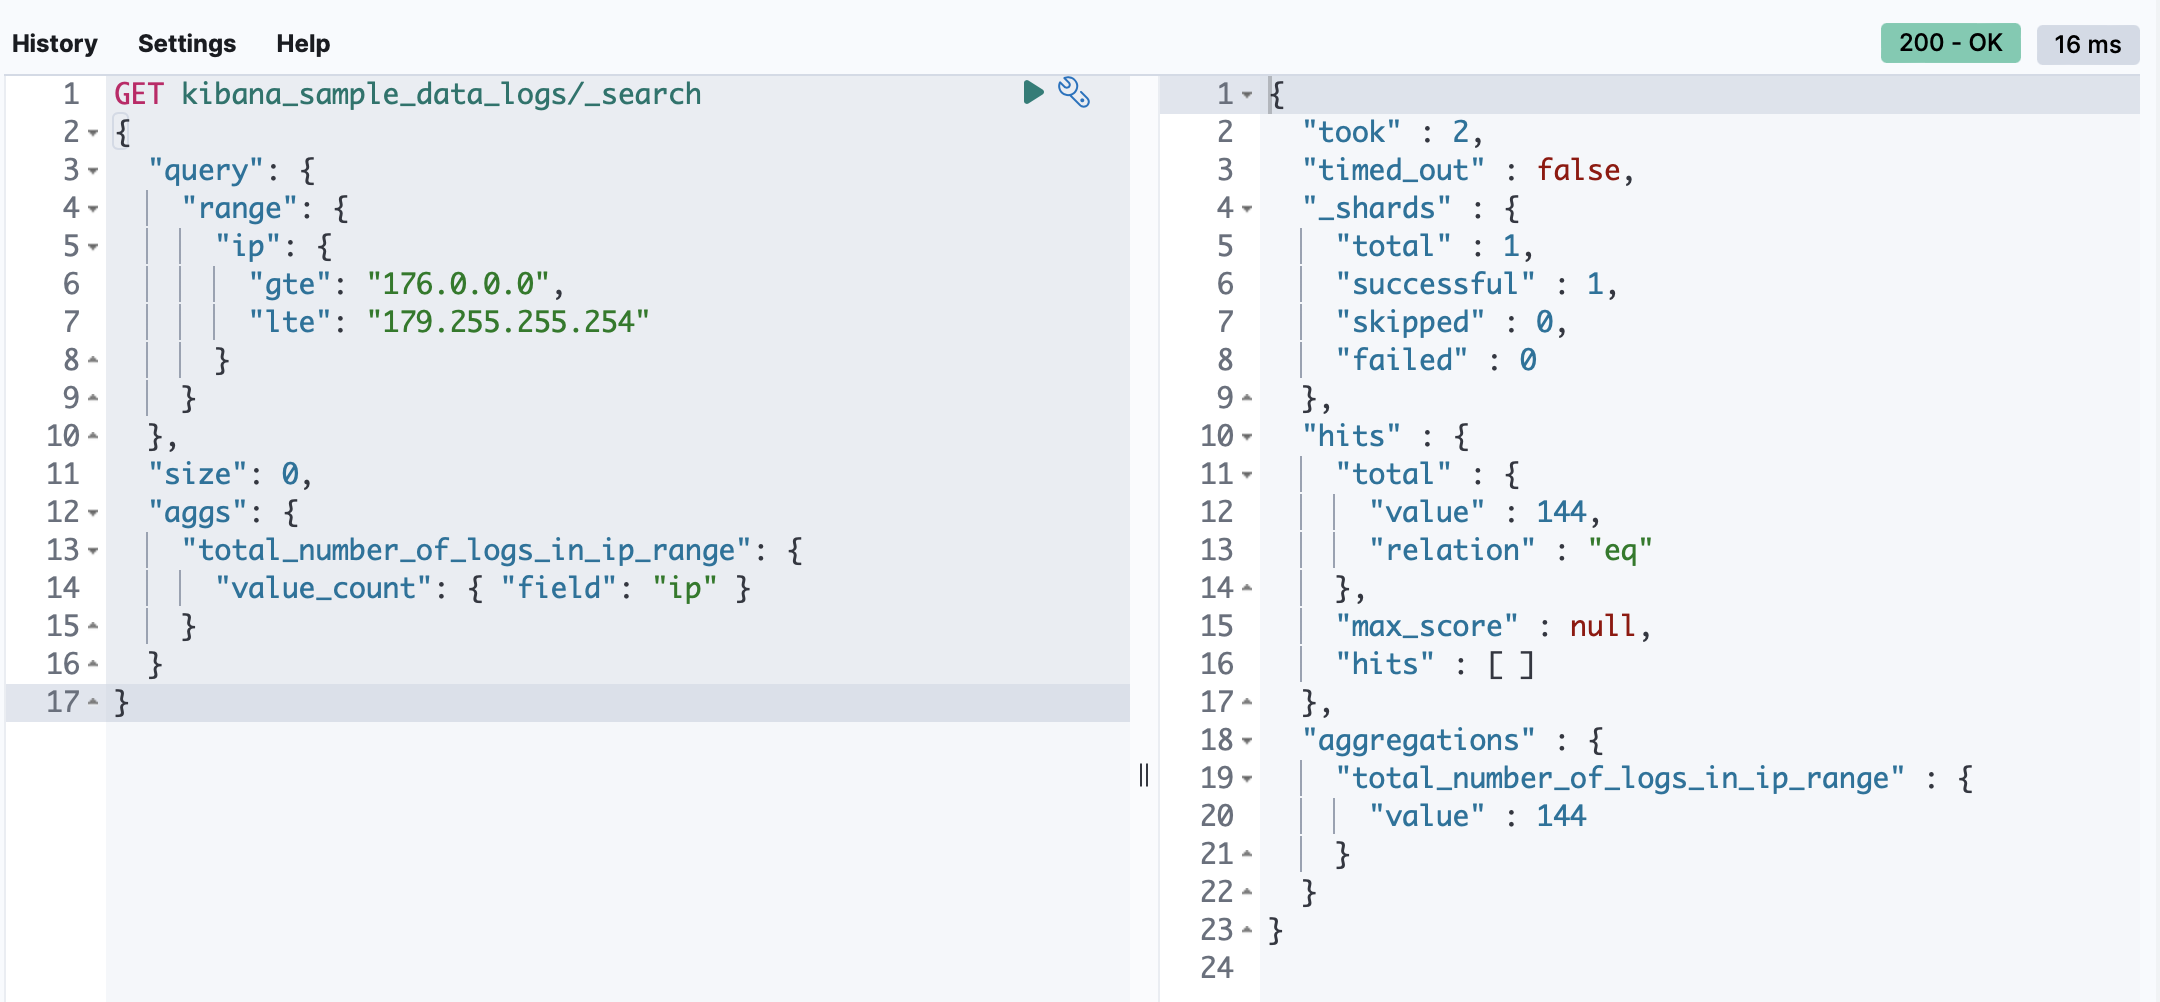 History Settings Help
200 - OK 16 ms
1 GET kibana_sample_data_logs/_search
2 {
3 "query": {
4 "range": {
5 "ip": {
6 "gte": "176.0.0.0",
7 "lte": "179.255.255.254"
8 }
9 }
10 },
11 "size": 0,
12 "aggs": {
13 "total_number_of_logs_in_ip_range": {
14 "value_count": { "field": "ip" }
15 }
16 }
17 }
1 {
2 "took" : 2,
3 "timed_out" : false,
4 "_shards" : {
5 "total" : 1,
6 "successful" : 1,
7 "skipped" : 0,
8 "failed" : 0
9 },
10 "hits" : {
11 "total" : {
12 "value" : 144,
13 "relation" : "eq"
14 },
15 "max_score" : null,
16 "hits" : [ ]
17 },
18 "aggregations" : {
19 "total_number_of_logs_in_ip_range" : {
20 "value" : 144
21 }
22 }
23 }
24